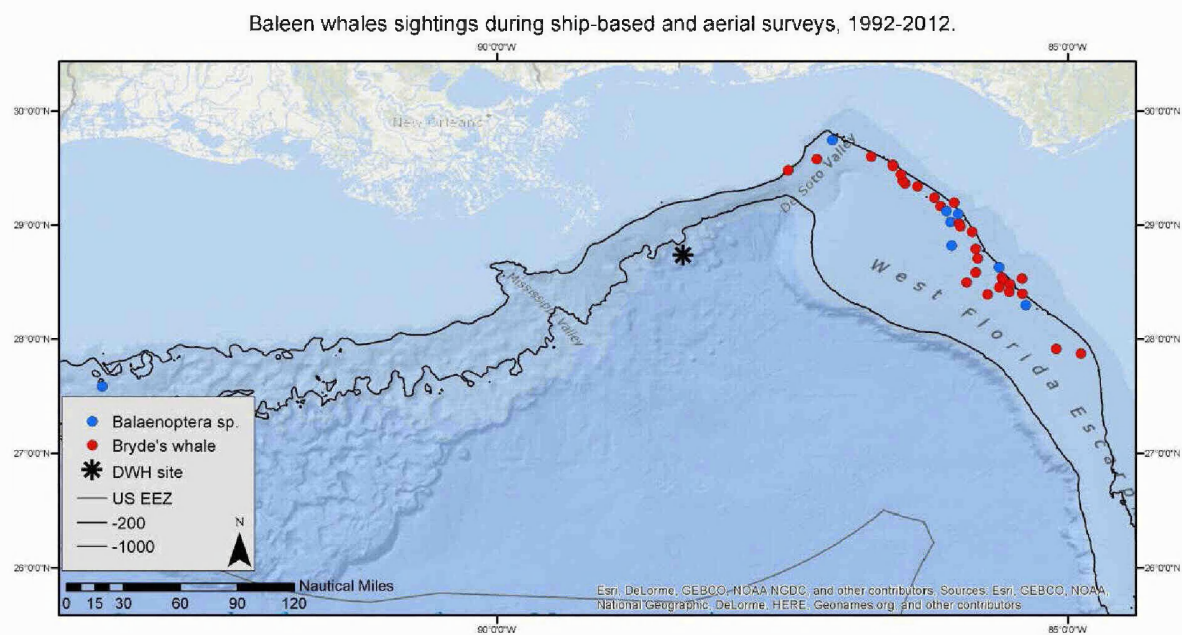 Baleen whales sightings during ship-based and aerial surveys, 1992-2012.
90°0'0"W
85°0'0"W
30°0'0"N
30°0'0"N
New Orleans
De Soto Valley
29°0'0"N
29°0'0"N
Mississippi Valley
West Florida Escarp
28°0'0"N
28°0'0"N
Balaenoptera sp.
Bryde's whale
DWH site
US EEZ
-200
-1000
N
27°0'0"N
27°0'0"N
26°0'0"N
26°0'0"N
Nautical Miles
0 15 30 60 90 120
Esri, DeLorme, GEBCO, NOAA NGDC, and other contributors, Sources: Esri, GEBCO, NOAA,
National Geographic, DeLorme, HERE, Geonames.org, and other contributors
90°0'0"W
85°0'0"W